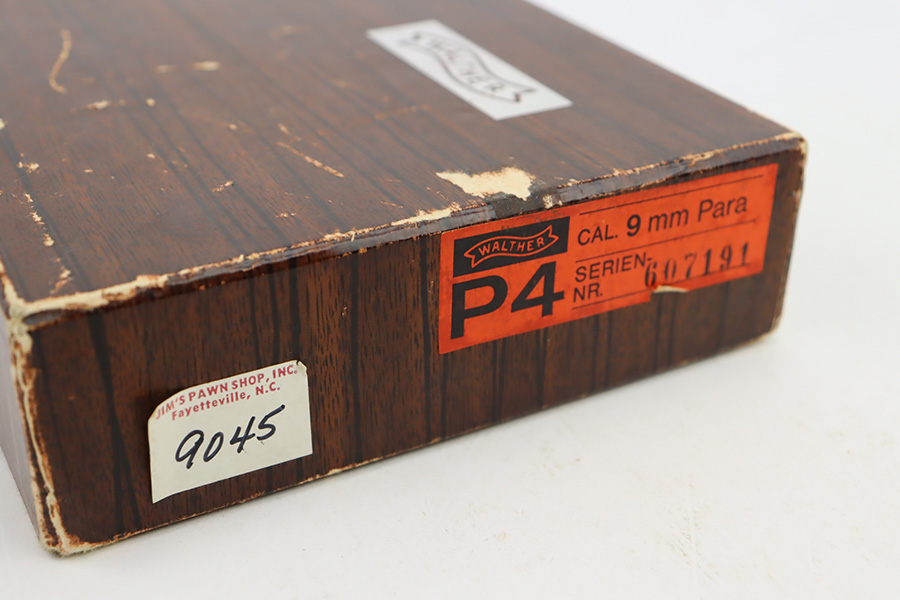 WALTHER
WALTHER
P4
CAL. 9 mm Para
SERIEN-
NR. 607191
JIM'S PAWN SHOP, INC.
Fayetteville, N.C.
9045